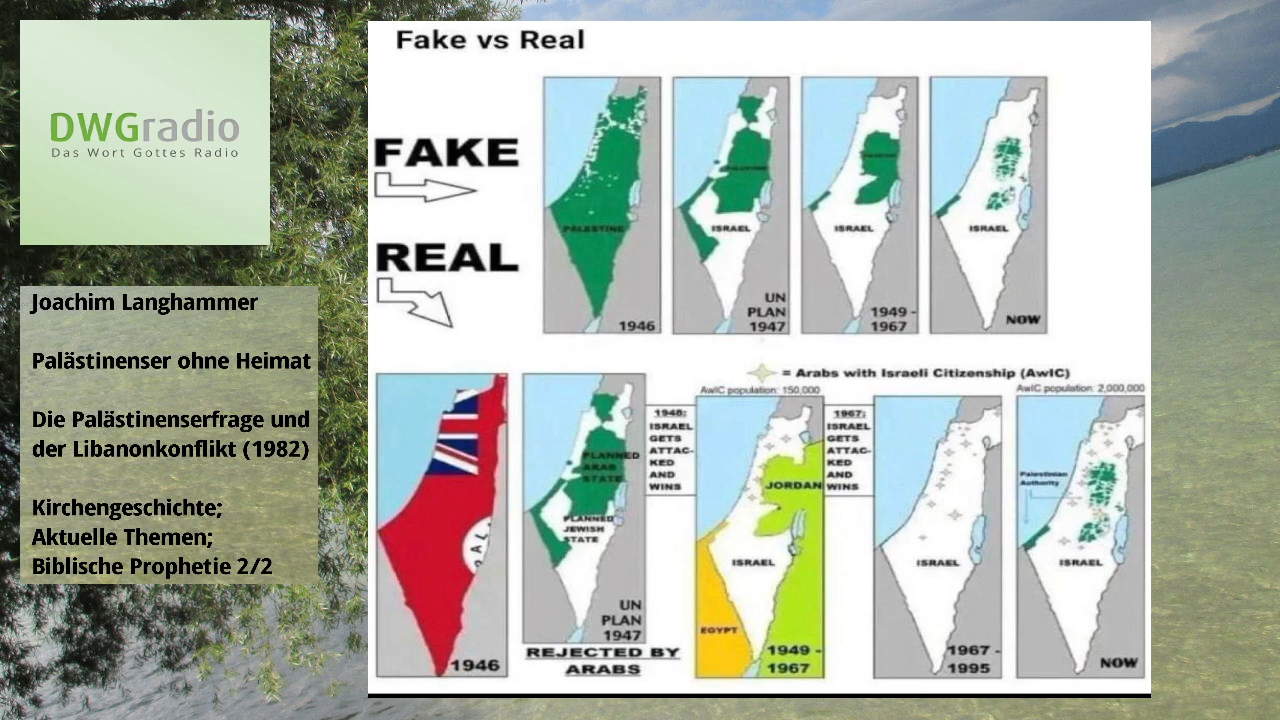 DWGradio
Das Wort Gottes Radio
Joachim Langhammer
Palästinenser ohne Heimat
Die Palästinenserfrage und
der Libanonkonflikt (1982)
Kirchengeschichte;
Aktuelle Themen;
Biblische Prophetie 2/2
Fake vs Real
FAKE
PALESTINE
1946
PALESTINE
ISRAEL
UN
PLAN
1947
ISRAEL
1949 -
1967
ISRAEL
NOW
REAL
= Arabs with Israeli Citizenship (AwIC)
1946
PLANNED
ARAB
STATE
PLANNED
JEWISH
STATE
UN
PLAN
1947
REJECTED BY
ARABS
1948:
ISRAEL
GETS
ATTAC-
KED
AND
WINS
AwIC population: 150,000
JORDAN
ISRAEL
EGYPT
1949 -
1967
1967:
ISRAEL
GETS
ATTAC-
KED
AND
WINS
ISRAEL
1967 -
1995
AwIC population: 2,000,000
Palestinian
Authority
ISRAEL
NOW